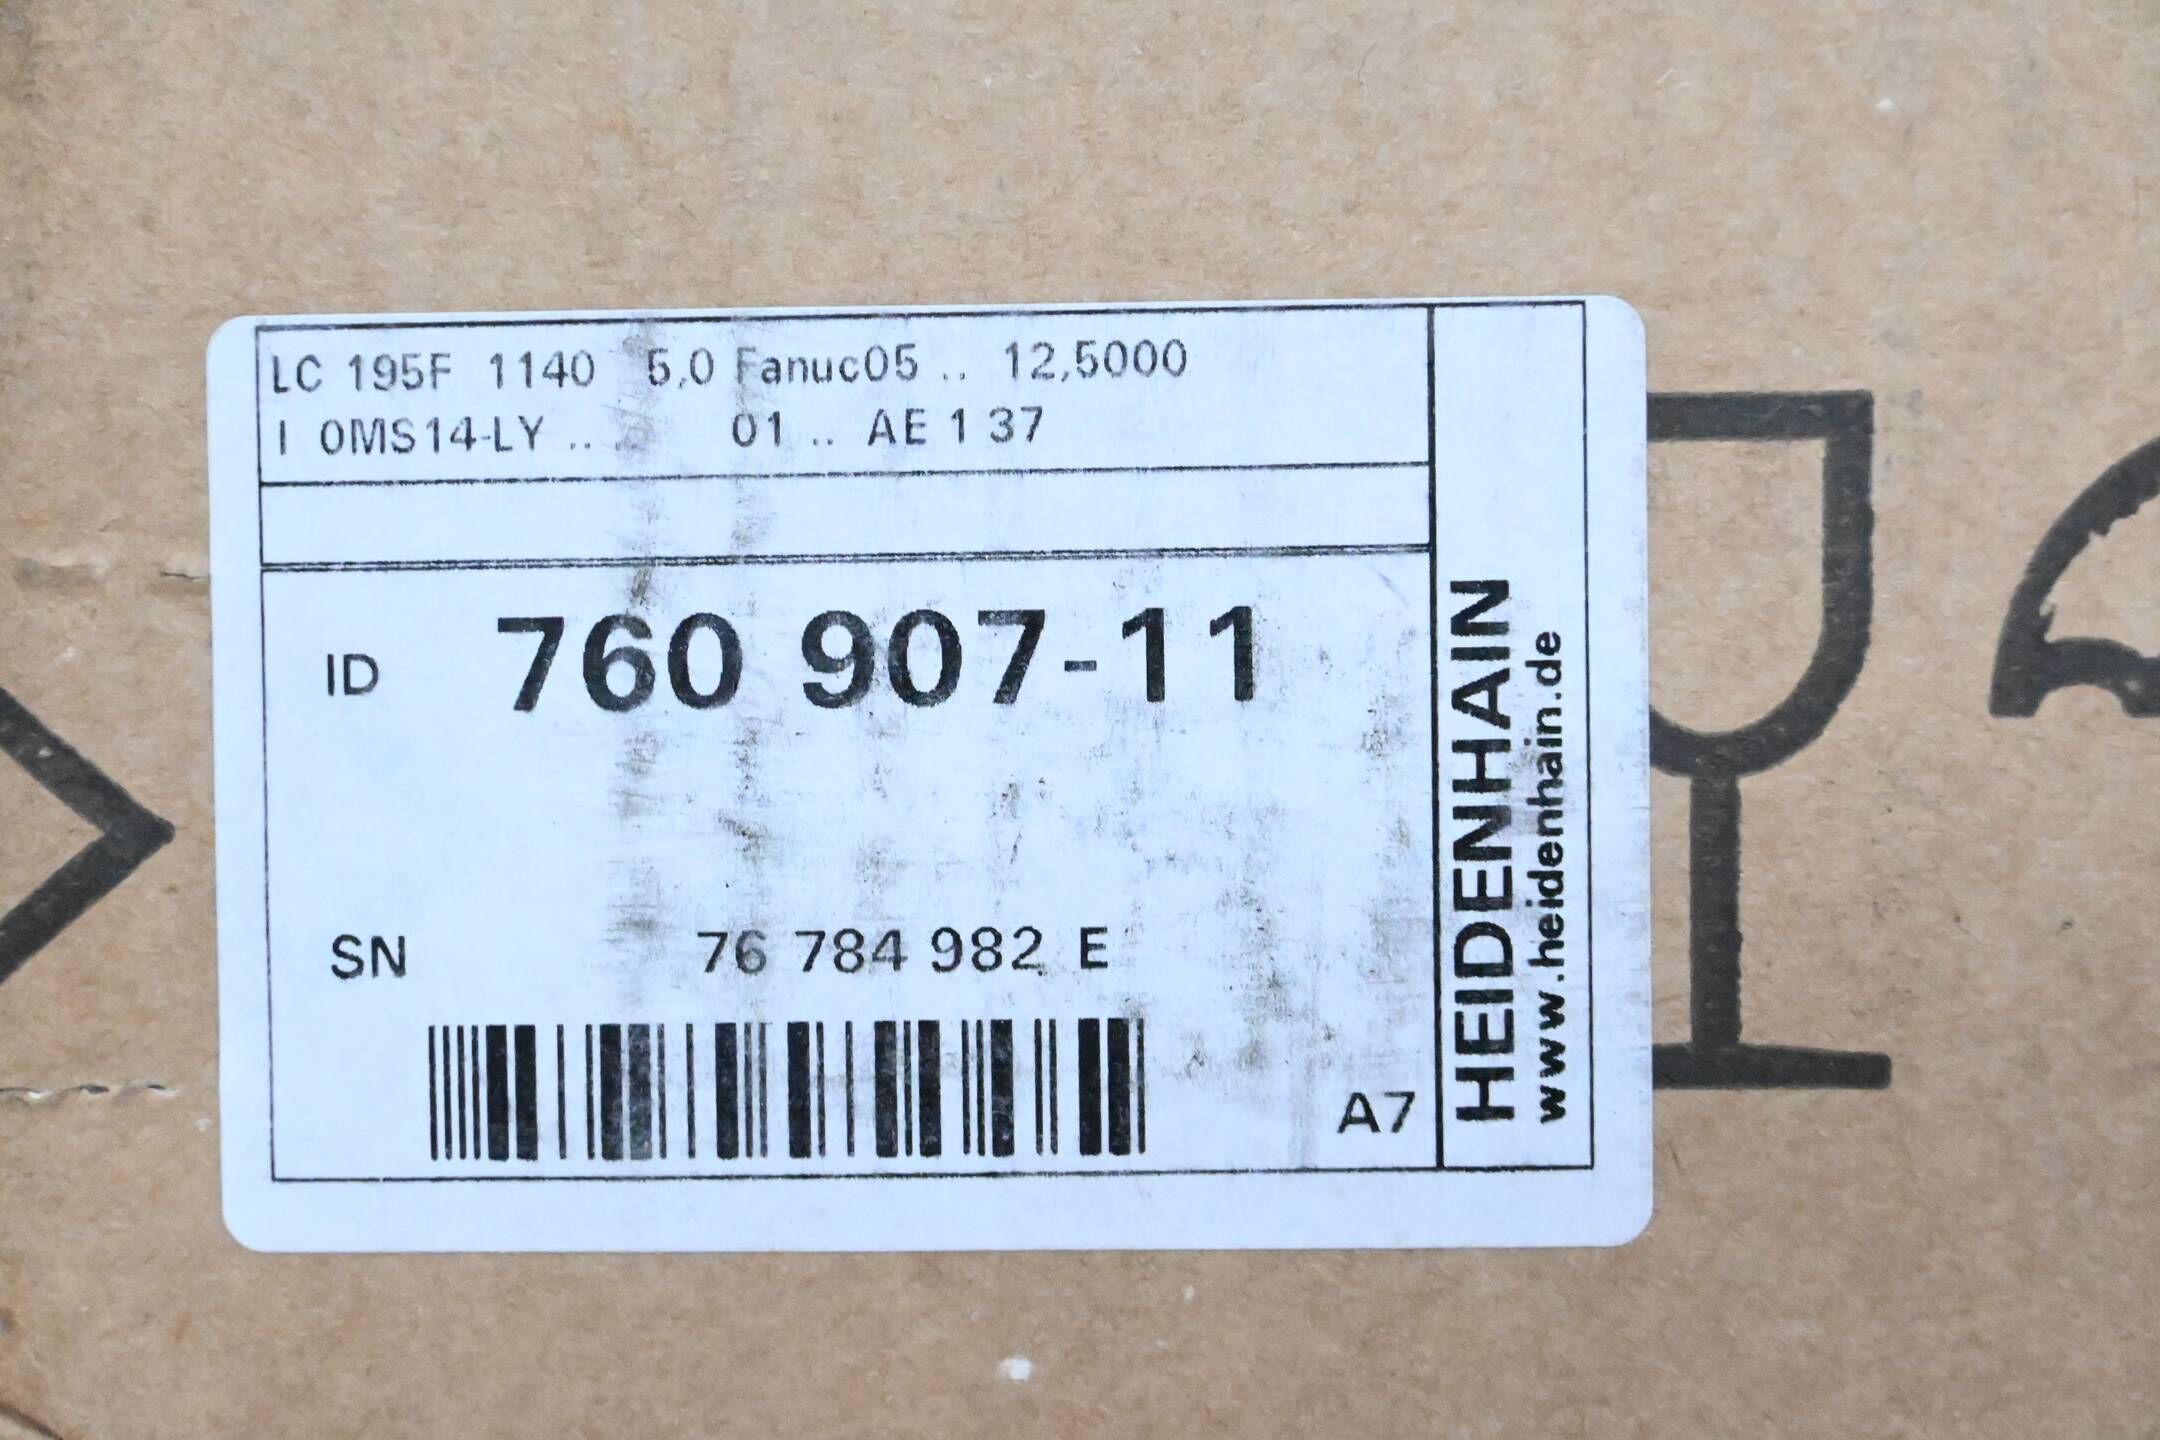 LC 195F 1140 5,0 Fanuc05 .. 12,5000
I 0MS14-LY .. . 01 .. AE 1 37
ID 760 907-11
SN 76 784 982 E
A7
HEIDENHAIN
www.heidenhain.de